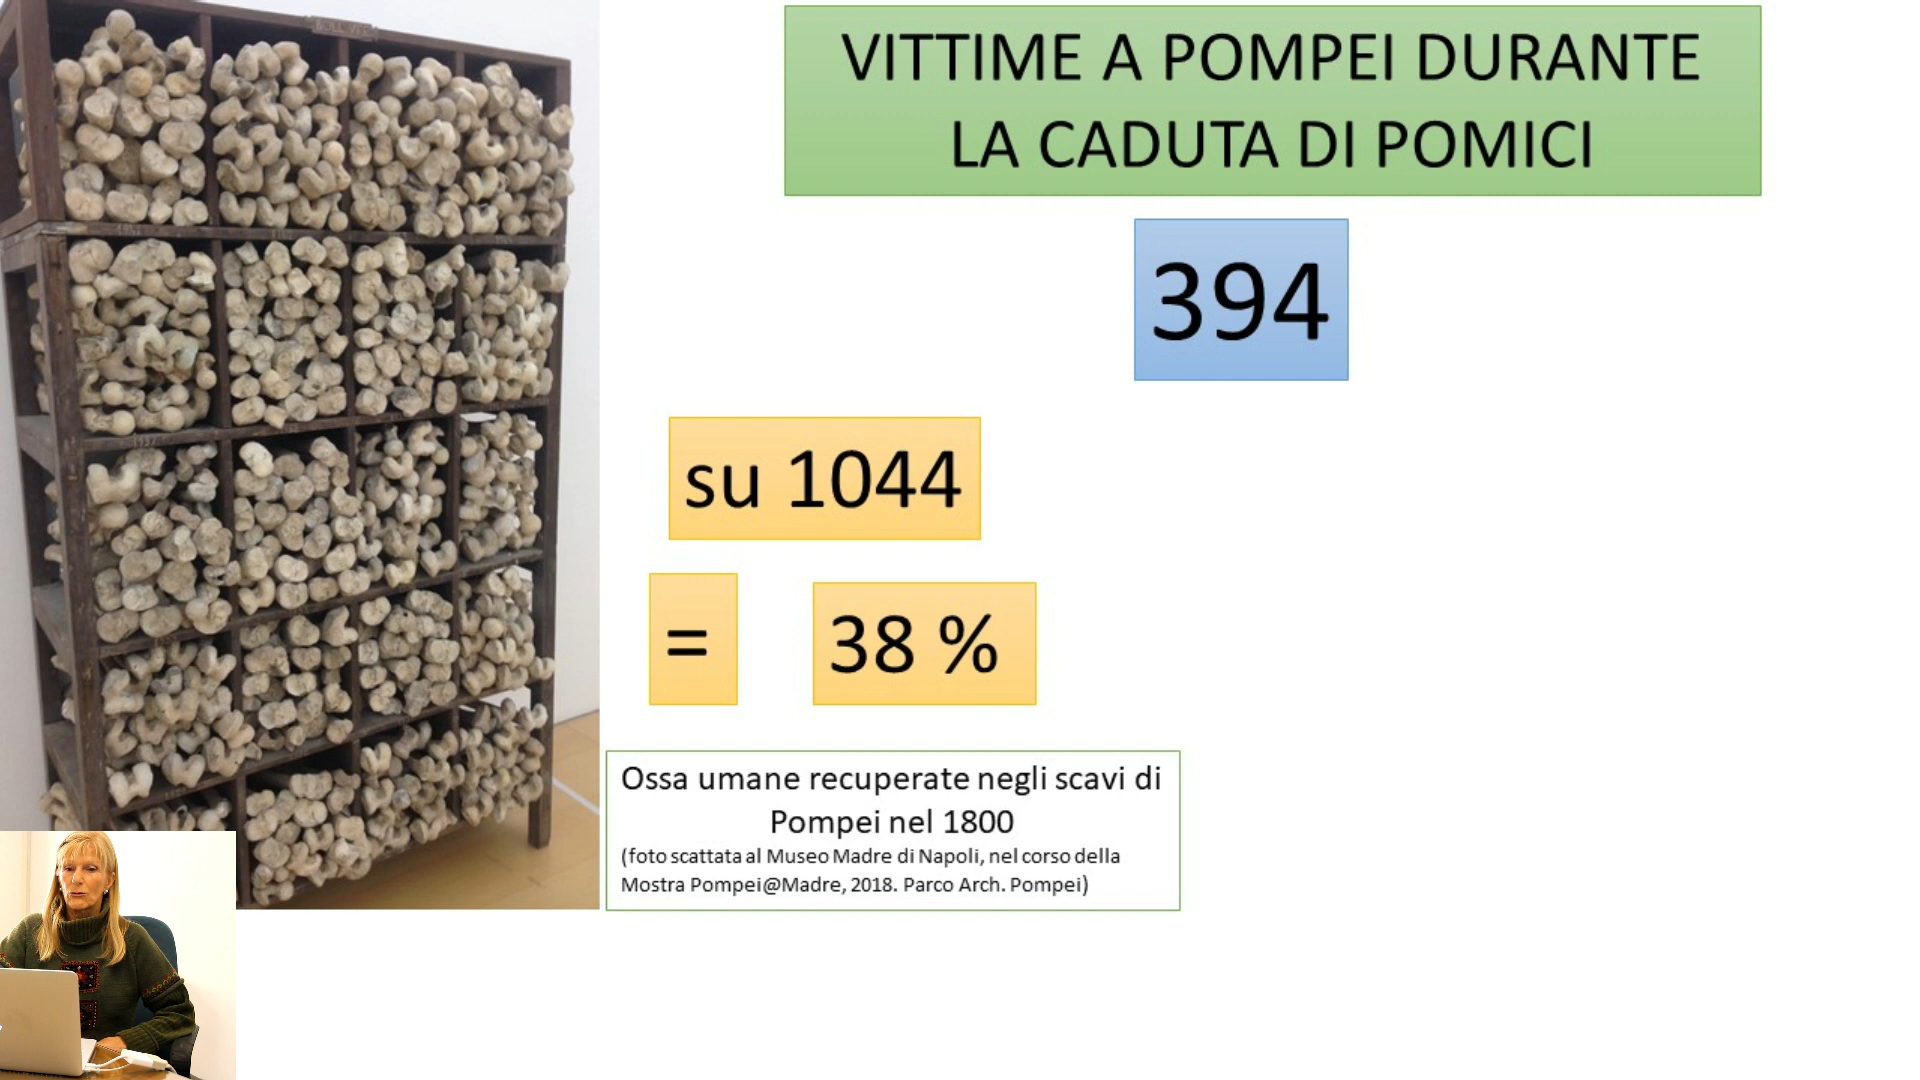 VITTIME A POMPEI DURANTE
LA CADUTA DI POMICI
394
su 1044
=
38 %
Ossa umane recuperate negli scavi di
Pompei nel 1800
(foto scattata al Museo Madre di Napoli, nel corso della
Mostra Pompei@Madre, 2018. Parco Arch. Pompei)